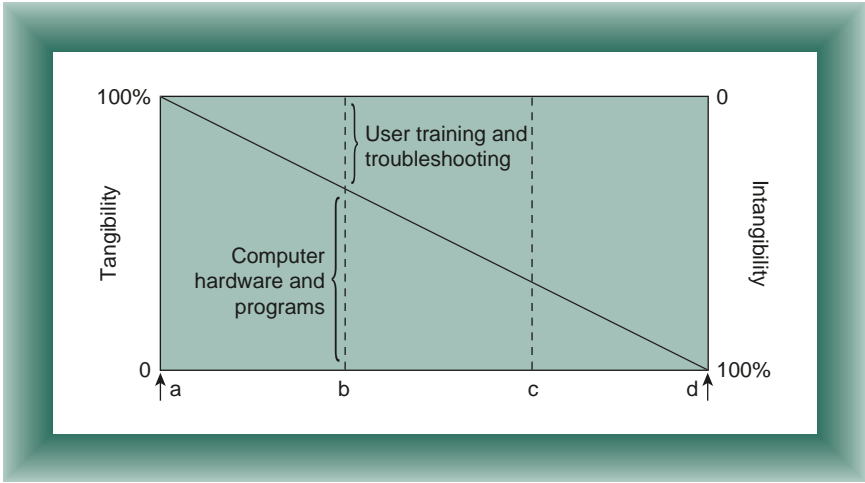 100%
0
User training and
troubleshooting
Tangibility
Intangibility
Computer
hardware and
programs
0
100%
a
b
c
d